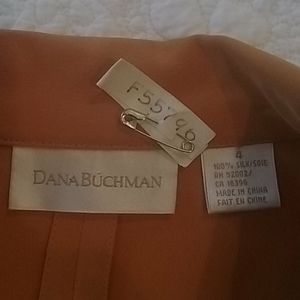 F55796
DANA BUCHMAN
4
100% SILK/SOIE
RN 52002/
CA 16396
MADE IN CHINA
FAIT EN CHINE